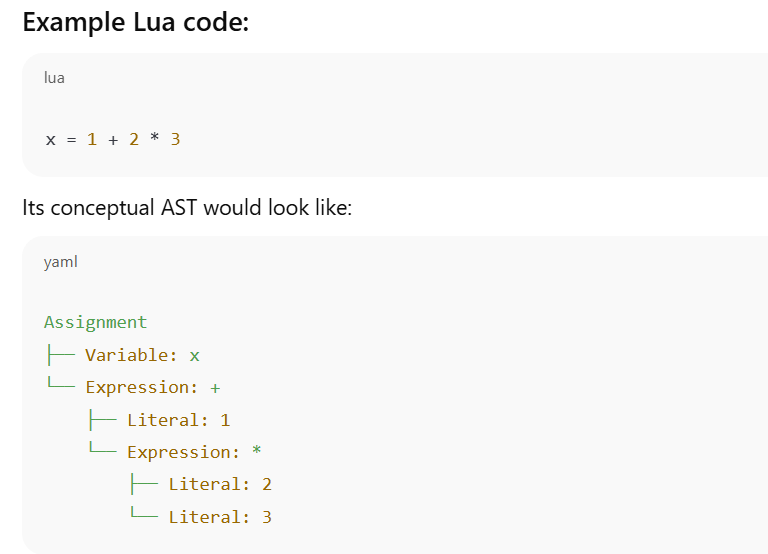 Example Lua code:
lua
x = 1 + 2 * 3
Its conceptual AST would look like:
yaml
Assignment
├── Variable: x
└── Expression: +
    ├── Literal: 1
    └── Expression: *
        ├── Literal: 2
        └── Literal: 3